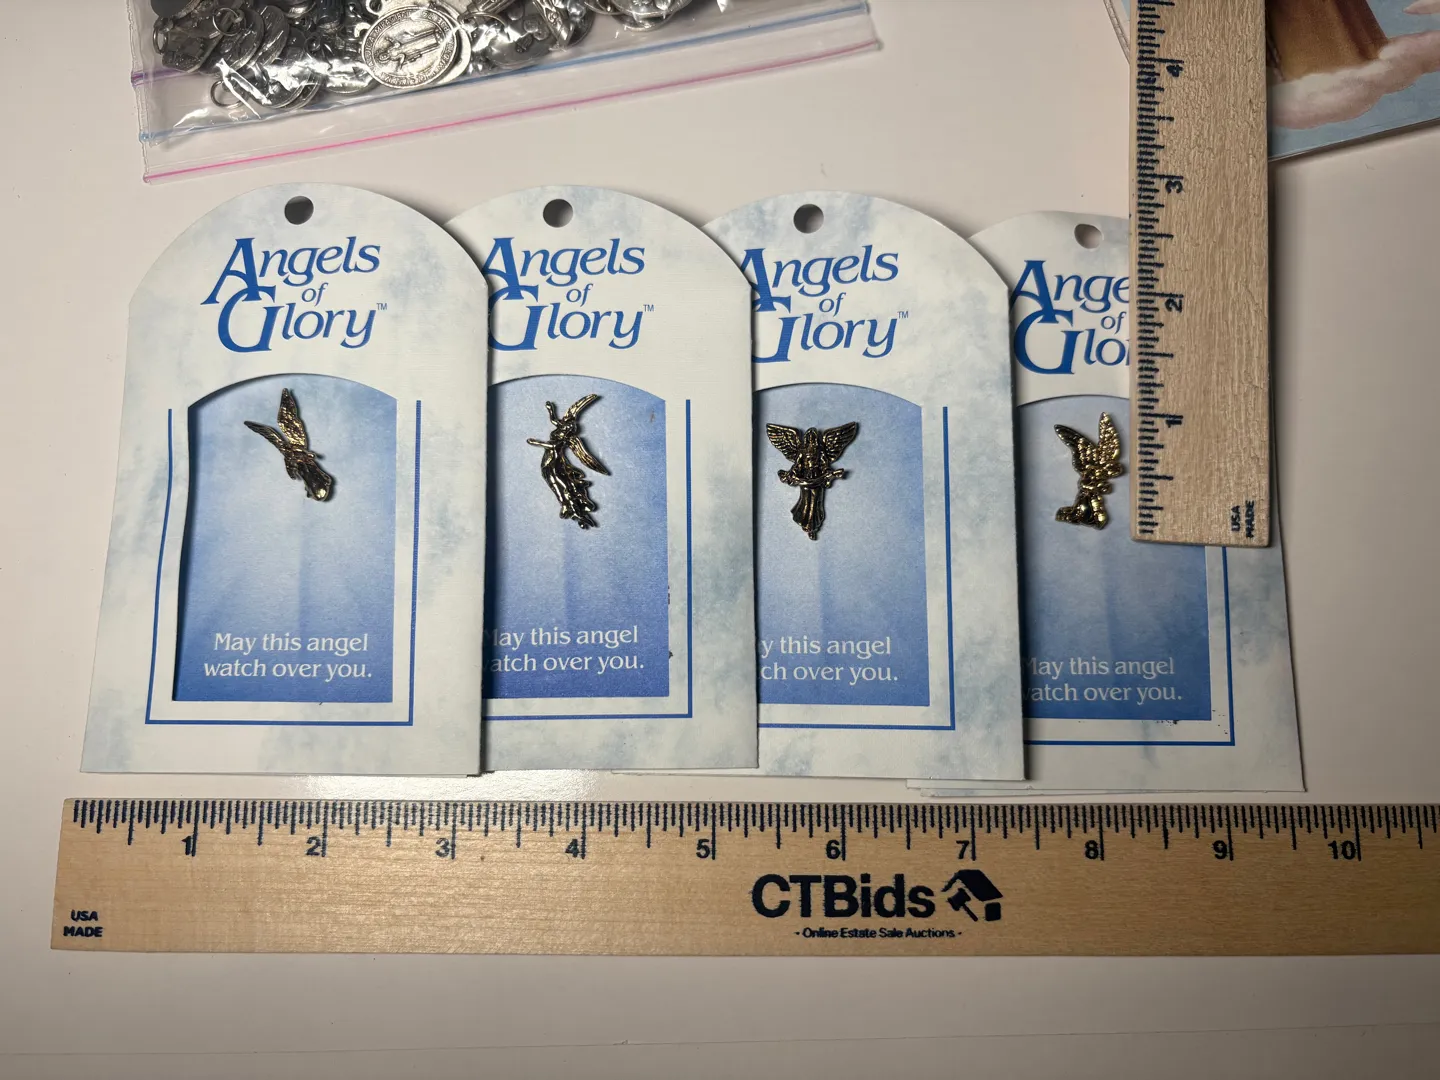 Angels
of
Glory™
May this angel
watch over you.
Angels
of
Glory™
May this angel
watch over you.
Angels
of
Glory™
y this angel
ch over you.
Ange
of
Glo
May this angel
watch over you.
4
3
2
1
USA
MADE
1 2 3 4 5 6 7 8 9 10
CTBids
- Online Estate Sale Auctions -
USA
MADE